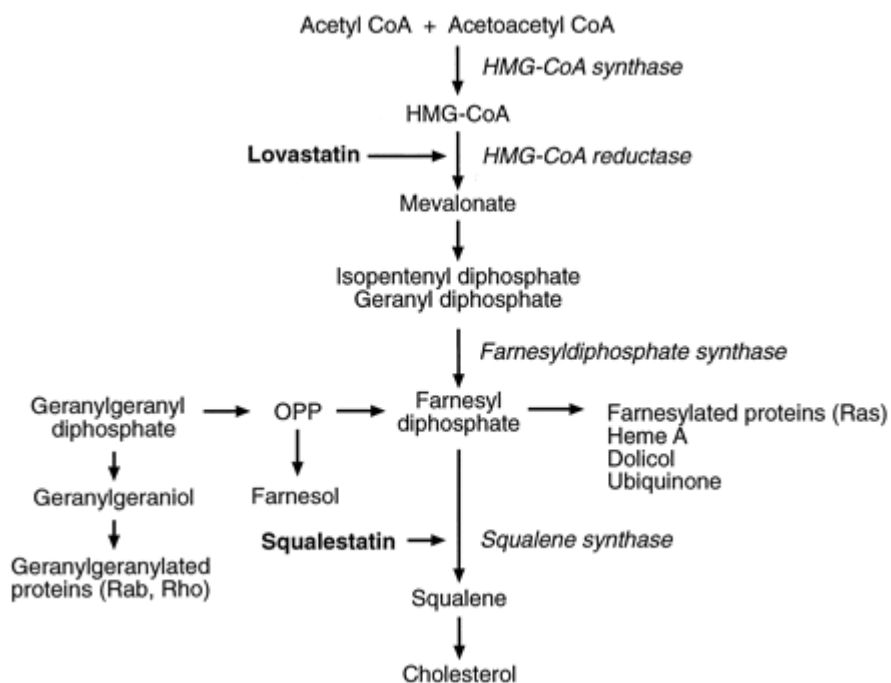 Acetyl CoA + Acetoacetyl CoA
HMG-CoA synthase
HMG-CoA
Lovastatin
HMG-CoA reductase
Mevalonate
Isopentenyl diphosphate
Geranyl diphosphate
Farnesyldiphosphate synthase
Geranylgeranyl
diphosphate
OPP
Farnesyl
diphosphate
Farnesylated proteins (Ras)
Heme A
Dolicol
Ubiquinone
Geranylgeraniol
Farnesol
Squalestatin
Squalene synthase
Geranylgeranylated
proteins (Rab, Rho)
Squalene
Cholesterol